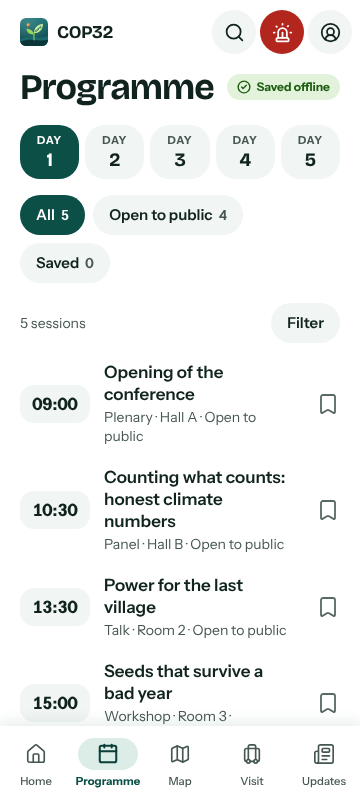 COP32
Programme
Saved offline
DAY
1
DAY
2
DAY
3
DAY
4
DAY
5
All 5
Open to public 4
Saved 0
5 sessions
Filter
09:00
Opening of the
conference
Plenary · Hall A · Open to
public
10:30
Counting what counts:
honest climate
numbers
Panel · Hall B · Open to public
13:30
Power for the last
village
Talk · Room 2 · Open to public
15:00
Seeds that survive a
bad year
Workshop · Room 3 ·
Home
Programme
Map
Visit
Updates